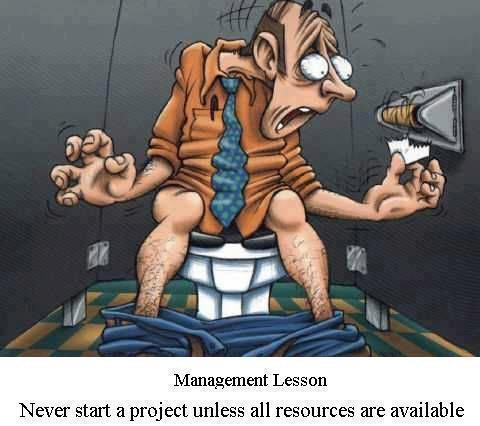 Management Lesson
Never start a project unless all resources are available